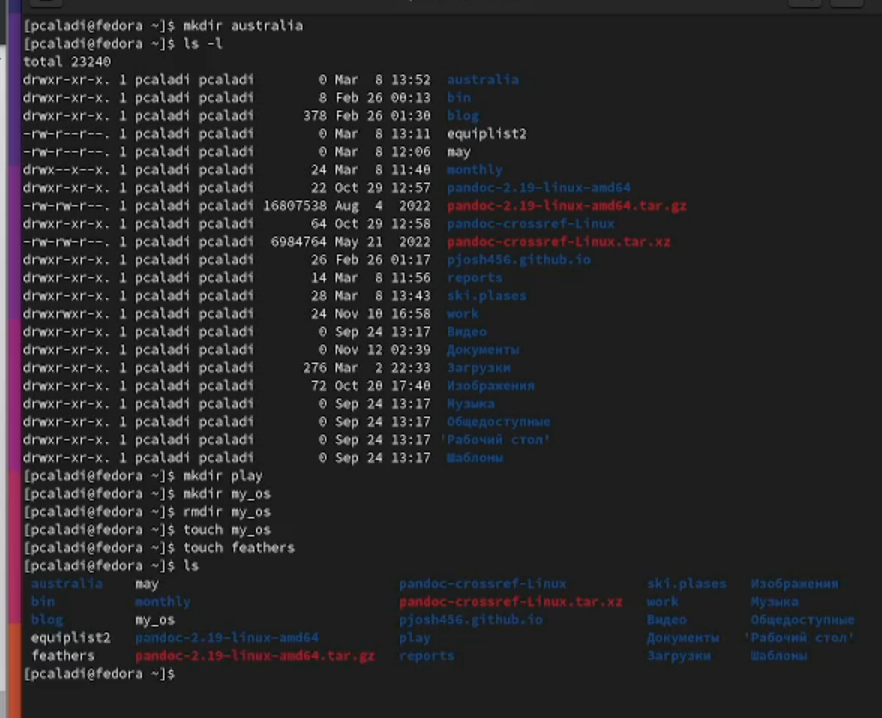 [pcaladi@fedora ~]$ mkdir australia
[pcaladi@fedora ~]$ ls -l
total 23240
drwxr-xr-x. 1 pcaladi pcaladi        0 Mar  8 13:52  australia
drwxr-xr-x. 1 pcaladi pcaladi        8 Feb 26 00:13  bin
drwxr-xr-x. 1 pcaladi pcaladi      378 Feb 26 01:30  blog
-rw-r--r--. 1 pcaladi pcaladi        0 Mar  8 13:11  equiplist2
-rw-r--r--. 1 pcaladi pcaladi        0 Mar  8 12:06  may
drwx--x--x. 1 pcaladi pcaladi       24 Mar  8 11:40  monthly
drwxr-xr-x. 1 pcaladi pcaladi       22 Oct 29 12:57  pandoc-2.19-linux-amd64
-rw-rw-r--. 1 pcaladi pcaladi 16807538 Aug  4  2022  pandoc-2.19-linux-amd64.tar.gz
drwxr-xr-x. 1 pcaladi pcaladi       64 Oct 29 12:58  pandoc-crossref-Linux
-rw-rw-r--. 1 pcaladi pcaladi  6984764 May 21  2022  pandoc-crossref-Linux.tar.xz
drwxr-xr-x. 1 pcaladi pcaladi       26 Feb 26 01:17  pjosh456.github.io
drwxr-xr-x. 1 pcaladi pcaladi       14 Mar  8 11:56  reports
drwxr-xr-x. 1 pcaladi pcaladi       28 Mar  8 13:43  ski.plases
drwxrwxr-x. 1 pcaladi pcaladi       24 Nov 10 16:58  work
drwxr-xr-x. 1 pcaladi pcaladi        0 Sep 24 13:17  Видео
drwxr-xr-x. 1 pcaladi pcaladi        0 Nov 12 02:39  Документы
drwxr-xr-x. 1 pcaladi pcaladi      276 Mar  2 22:33  Загрузки
drwxr-xr-x. 1 pcaladi pcaladi       72 Oct 20 17:40  Изображения
drwxr-xr-x. 1 pcaladi pcaladi        0 Sep 24 13:17  Музыка
drwxr-xr-x. 1 pcaladi pcaladi        0 Sep 24 13:17  Общедоступные
drwxr-xr-x. 1 pcaladi pcaladi        0 Sep 24 13:17 'Рабочий стол'
drwxr-xr-x. 1 pcaladi pcaladi        0 Sep 24 13:17  Шаблоны
[pcaladi@fedora ~]$ mkdir play
[pcaladi@fedora ~]$ mkdir my_os
[pcaladi@fedora ~]$ rmdir my_os
[pcaladi@fedora ~]$ touch my_os
[pcaladi@fedora ~]$ touch feathers
[pcaladi@fedora ~]$ ls
australia    may                              pandoc-crossref-Linux          ski.plases   Изображения
bin          monthly                          pandoc-crossref-Linux.tar.xz   work         Музыка
blog         my_os                            pjosh456.github.io             Видео        Общедоступные
equiplist2   pandoc-2.19-linux-amd64          play                           Документы   'Рабочий стол'
feathers     pandoc-2.19-linux-amd64.tar.gz   reports                        Загрузки     Шаблоны
[pcaladi@fedora ~]$